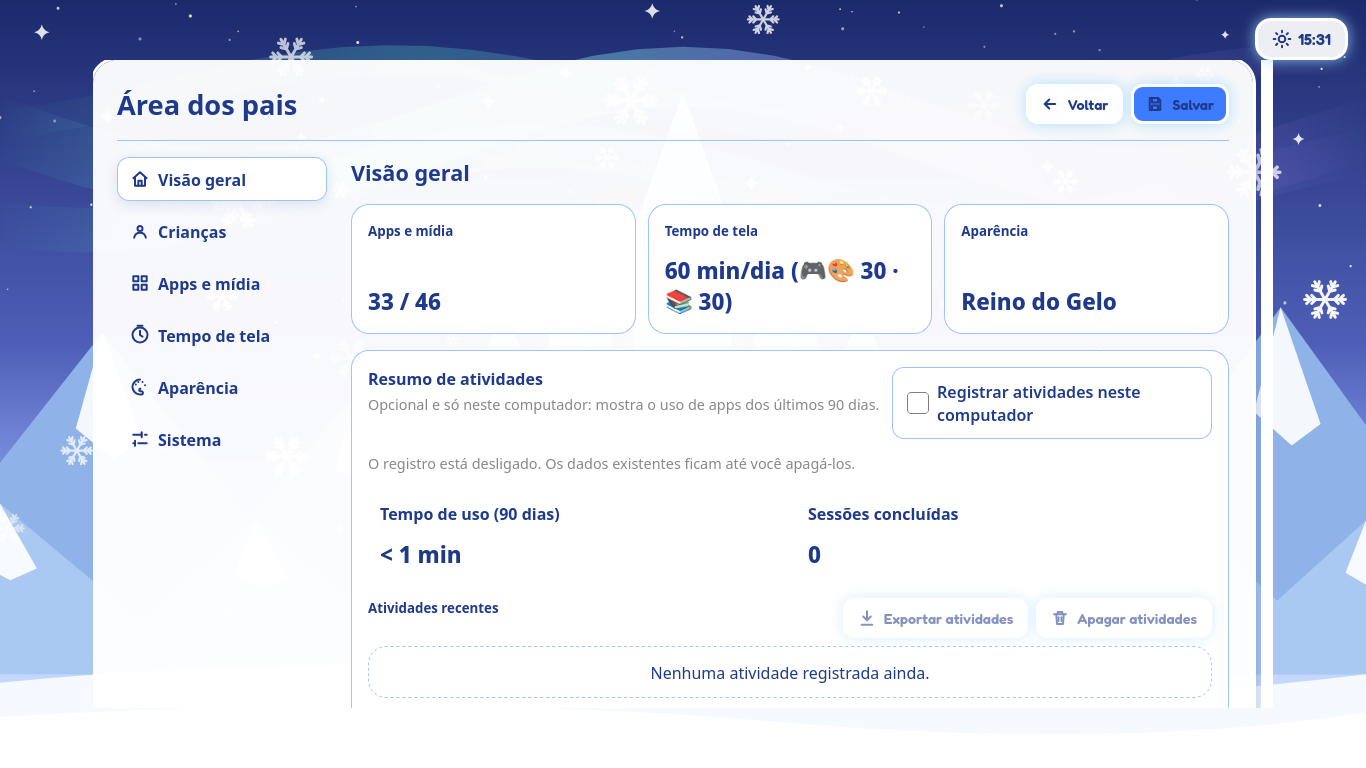 15:31
Área dos pais
Voltar
Salvar
Visão geral
Crianças
Apps e mídia
Tempo de tela
Aparência
Sistema
Visão geral
Apps e mídia
33 / 46
Tempo de tela
60 min/dia (🎮🎨 30 ·
📚 30)
Aparência
Reino do Gelo
Resumo de atividades
Opcional e só neste computador: mostra o uso de apps dos últimos 90 dias.
Registrar atividades neste
computador
O registro está desligado. Os dados existentes ficam até você apagá-los.
Tempo de uso (90 dias)
< 1 min
Sessões concluídas
0
Atividades recentes
Exportar atividades
Apagar atividades
Nenhuma atividade registrada ainda.